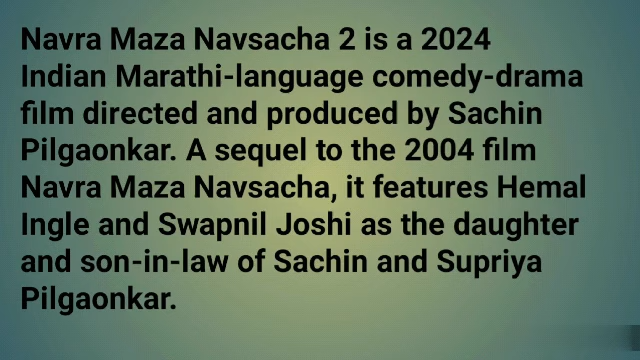 Navra Maza Navsacha 2 is a 2024
Indian Marathi-language comedy-drama
film directed and produced by Sachin
Pilgaonkar. A sequel to the 2004 film
Navra Maza Navsacha, it features Hemal
Ingle and Swapnil Joshi as the daughter
and son-in-law of Sachin and Supriya
Pilgaonkar.